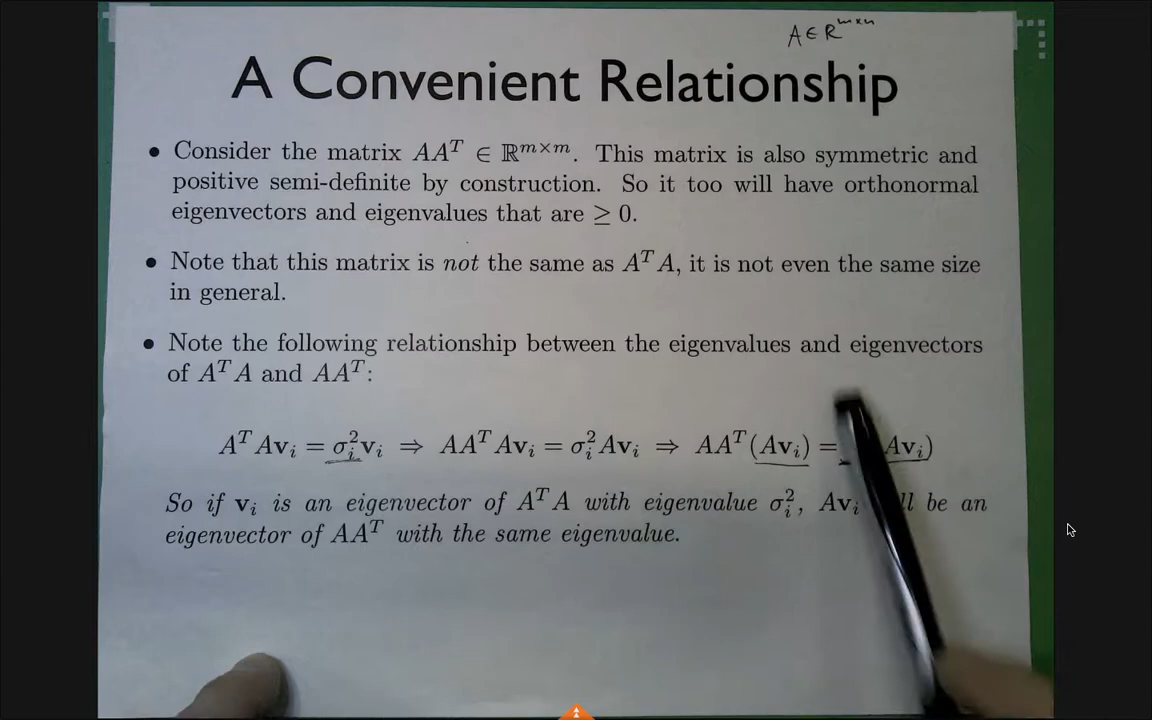 A ∈ R^{m×n}
A Convenient Relationship
• Consider the matrix AA^T ∈ ℝ^{m×m}. This matrix is also symmetric and
positive semi-definite by construction. So it too will have orthonormal
eigenvectors and eigenvalues that are ≥ 0.
• Note that this matrix is not the same as A^T A, it is not even the same size
in general.
• Note the following relationship between the eigenvalues and eigenvectors
of A^T A and AA^T:
A^T Av_i = σ_i^2 v_i ⇒ AA^T Av_i = σ_i^2 Av_i ⇒ AA^T(Av_i) = Av_i)
So if v_i is an eigenvector of A^T A with eigenvalue σ_i^2, Av_i be an
eigenvector of AA^T with the same eigenvalue.